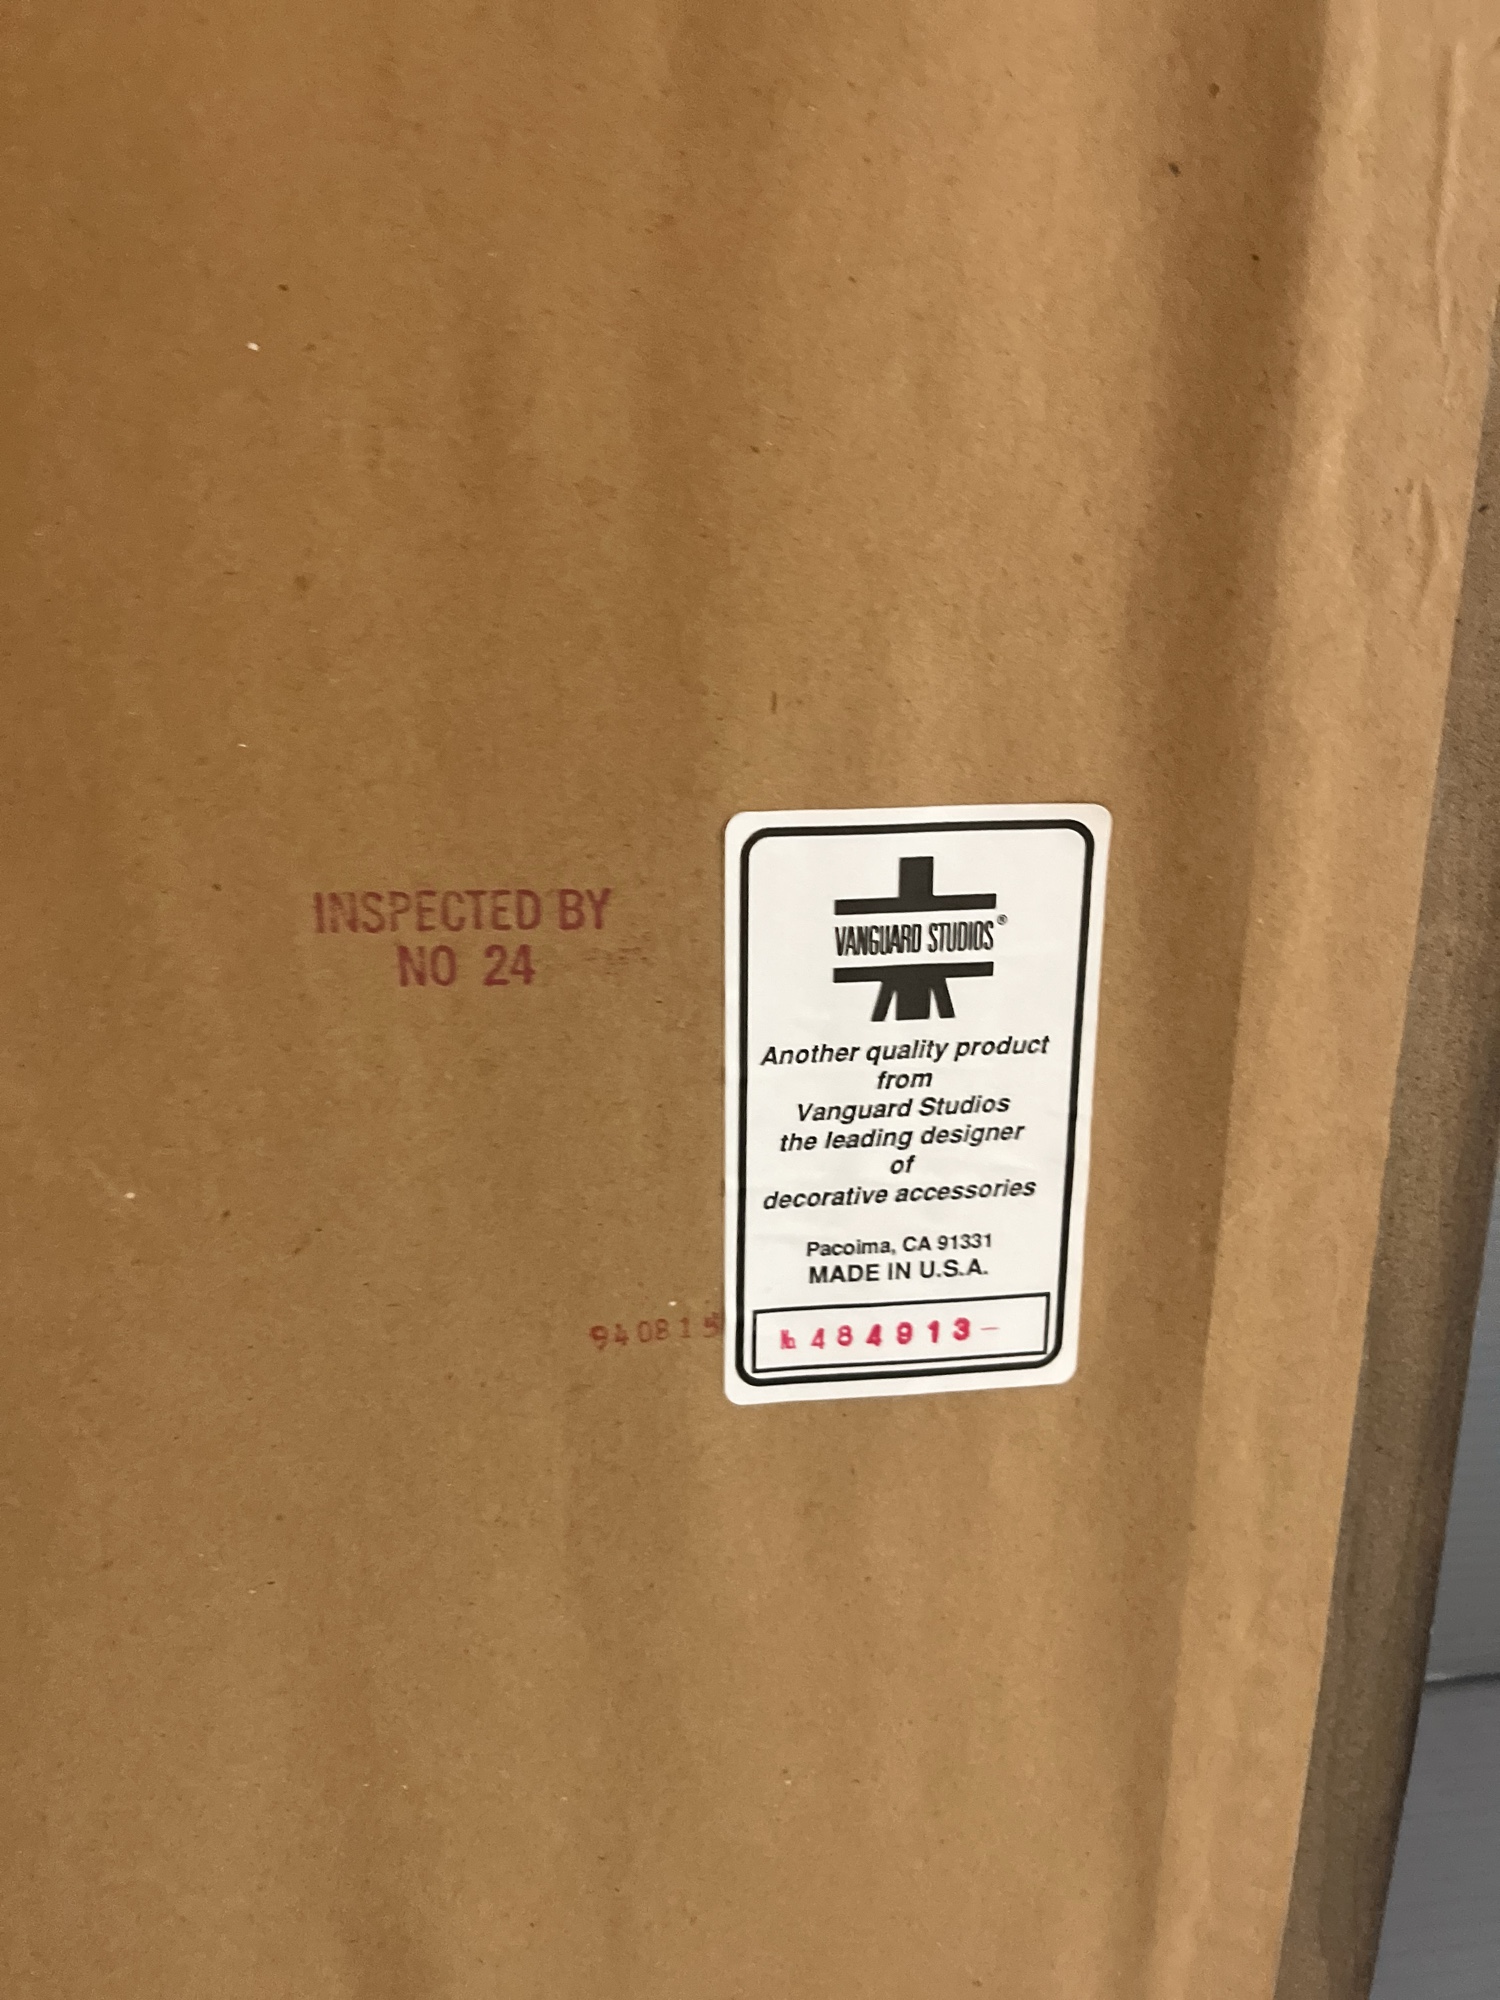 INSPECTED BY
NO 24
VANGUARD STUDIOS®
Another quality product
from
Vanguard Studios
the leading designer
of
decorative accessories
Pacoima, CA 91331
MADE IN U.S.A.
940815
№ 484913-